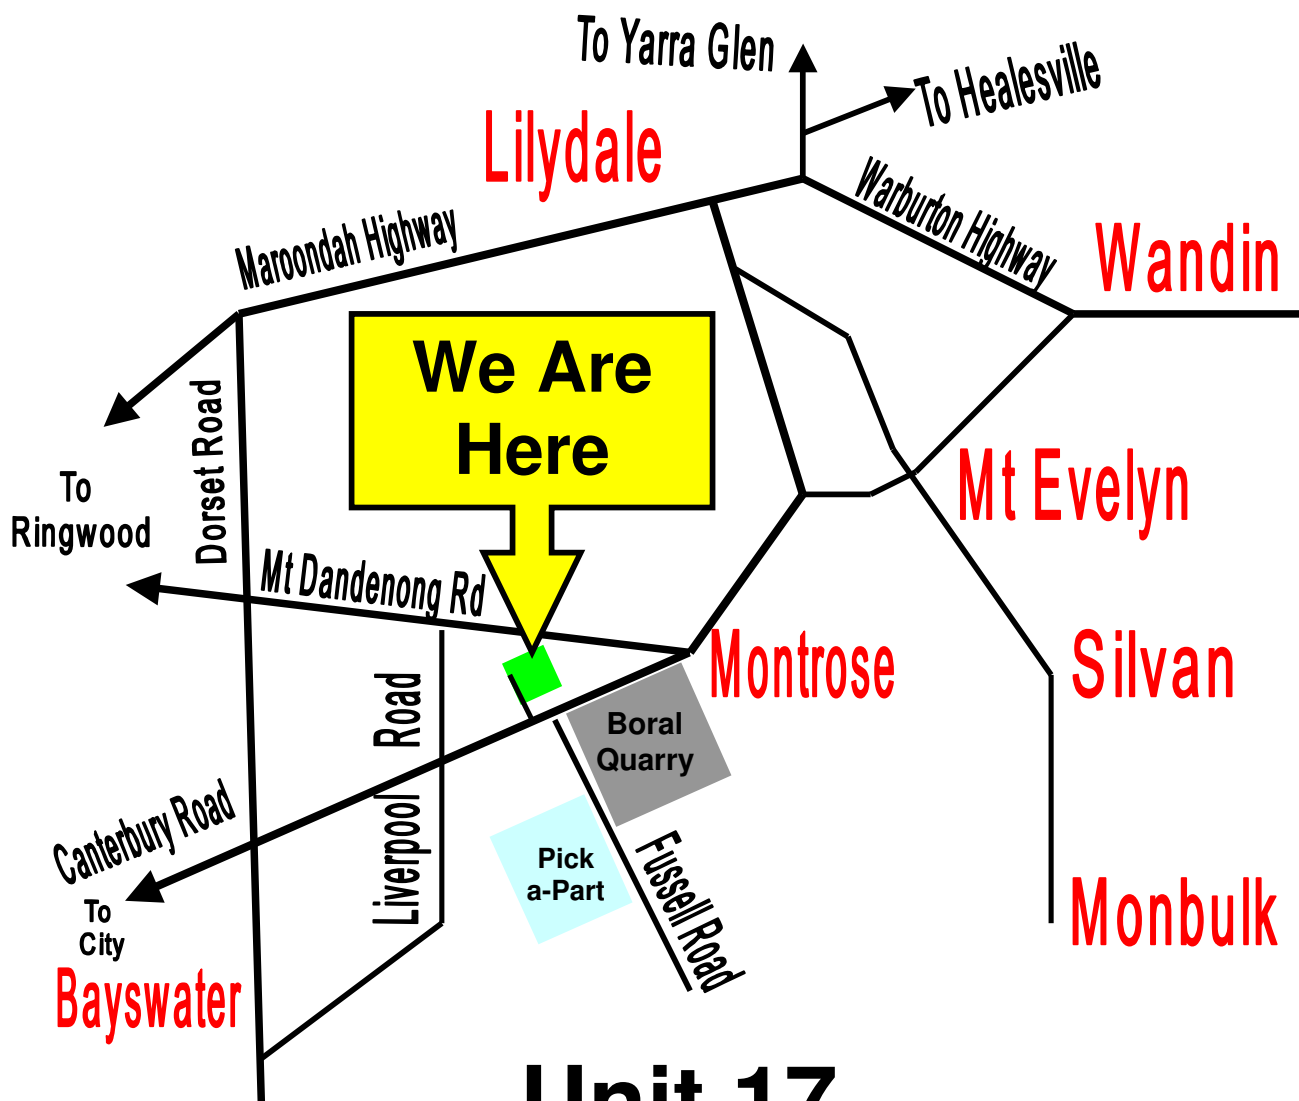 To Yarra Glen
To Healesville
Lilydale
Warburton Highway
Maroondah Highway
Wandin
We Are
Here
Dorset Road
To
Ringwood
Mt Evelyn
Mt Dandenong Rd
Montrose
Silvan
Liverpool Road
Boral
Quarry
Canterbury Road
Pick
a-Part
Fussell Road
To
City
Monbulk
Bayswater
Unit 17